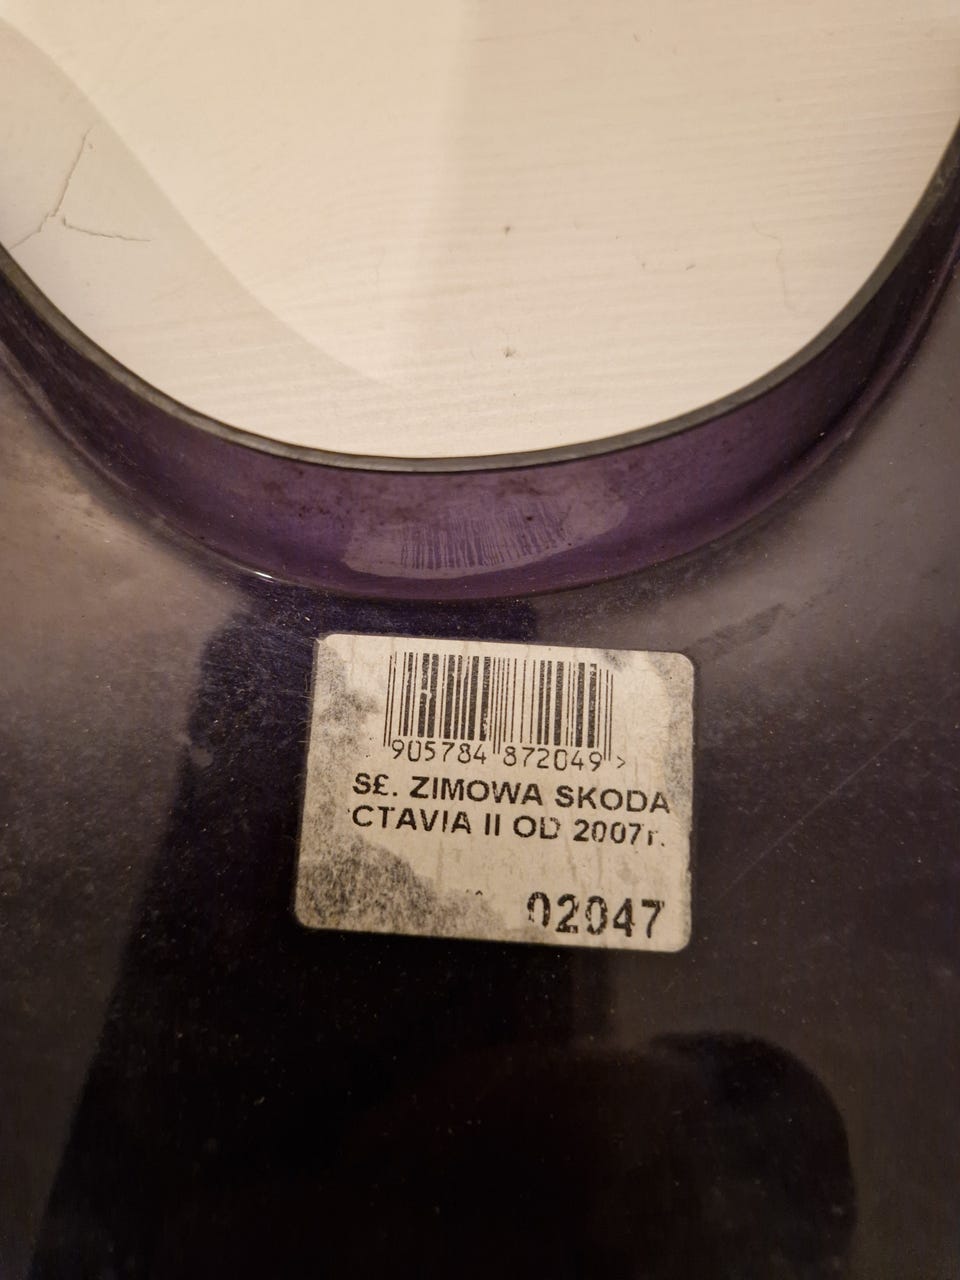 905784 872049 >
S£. ZIMOWA SKODA
CTAVIA II OD 2007r.
02047